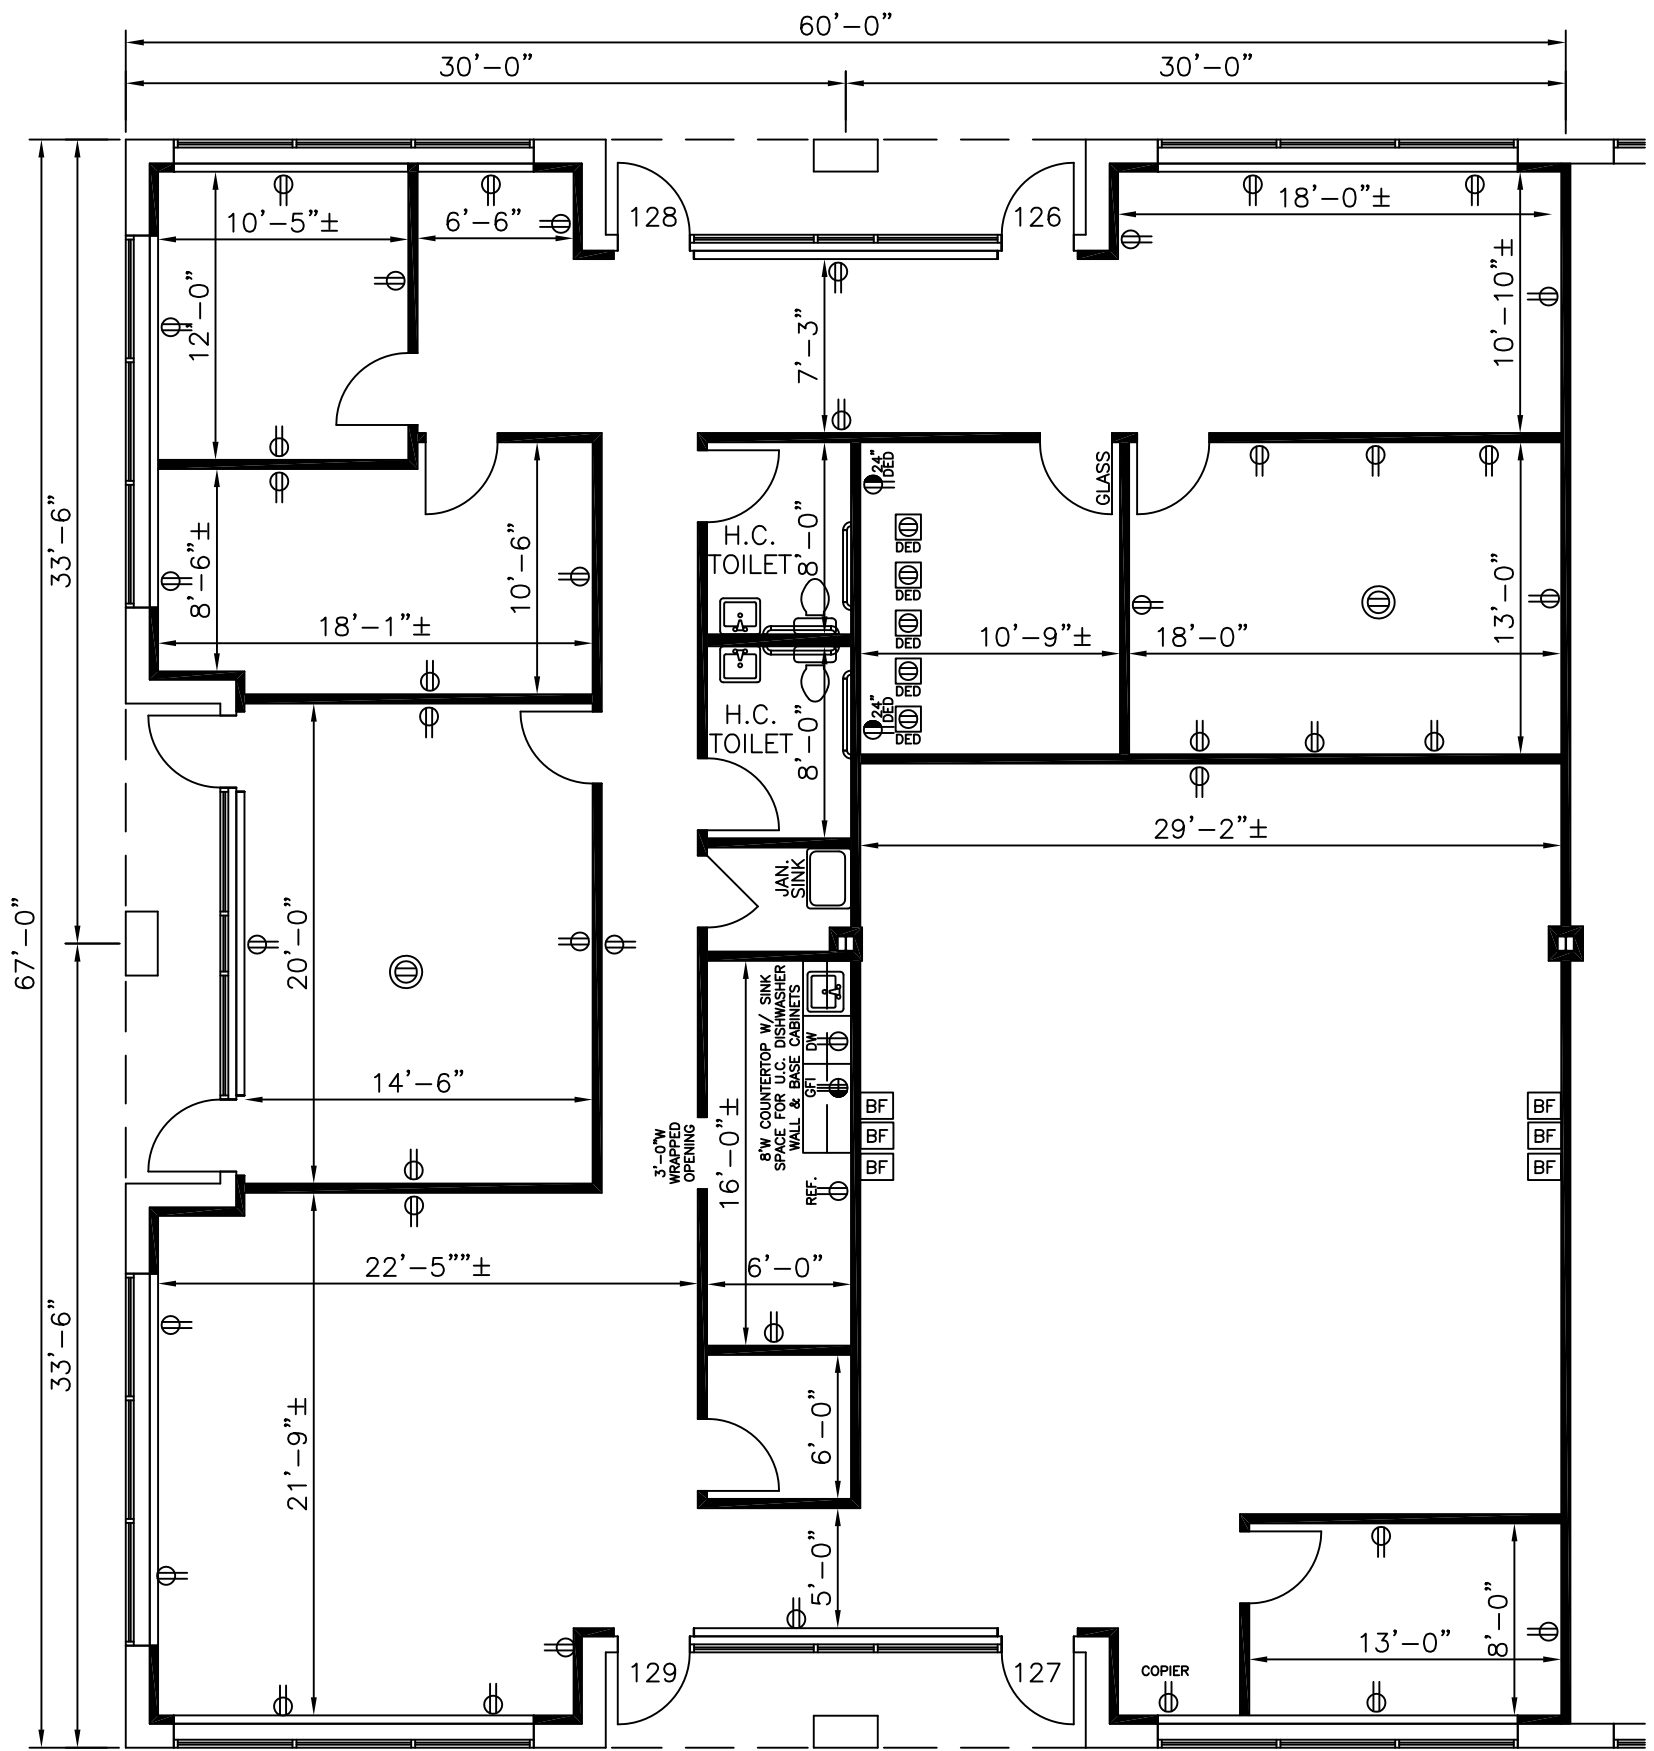 60'-0"
30'-0"
30'-0"
128
126
10'-5"±
6'-6"
18'-0"±
12'-0"
7'-3"
10'-10"±
33'-6"
67'-0"
33'-6"
8'-6"±
18'-1"±
10'-6"
H.C.
TOILET
8'-0"
H.C.
TOILET
8'-0"
24"
DED
DED
DED
DED
DED
DED
24"
DED
GLASS
10'-9"±
18'-0"
13'-0"
29'-2"±
JAN.
SINK
20'-0"
14'-6"
3'-0"W
WRAPPED
OPENING
16'-0"±
8'W COUNTERTOP W/ SINK
SPACE FOR U.C. DISHWASHER
WALL & BASE CABINETS
DW
GFI
REF.
BF
BF
BF
BF
BF
BF
22'-5""±
6'-0"
21'-9"±
6'-0"
5'-0"
13'-0"
8'-0"
COPIER
129
127